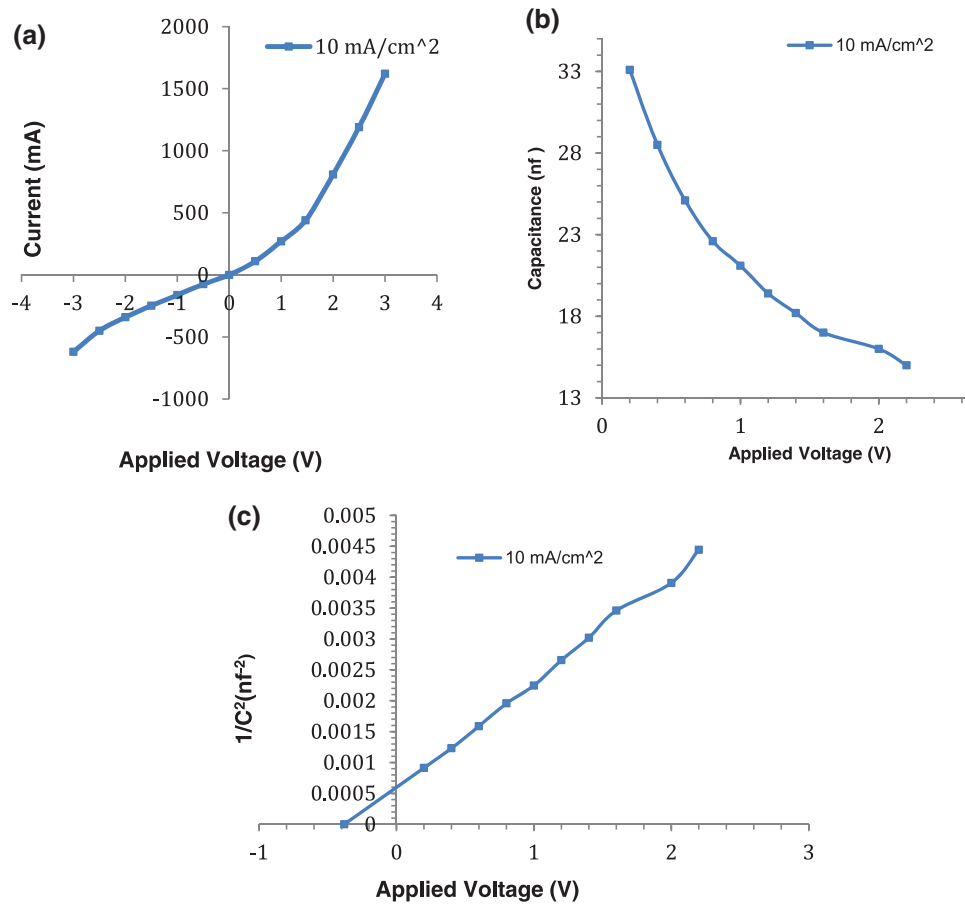 (a)
10 mA/cm^2
Current (mA)
2000
1500
1000
500
0
-500
-1000
-4 -3 -2 -1 0 1 2 3 4
Applied Voltage (V)
(b)
10 mA/cm^2
Capacitance (nf )
33
28
23
18
13
0 1 2
Applied Voltage (V)
(c)
10 mA/cm^2
1/C²(nf⁻²)
0.005
0.0045
0.004
0.0035
0.003
0.0025
0.002
0.0015
0.001
0.0005
0
-1 0 1 2 3
Applied Voltage (V)